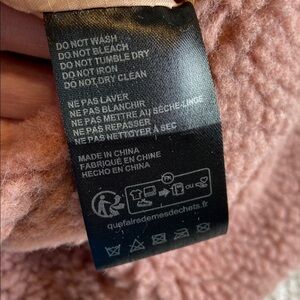 DO NOT WASH
DO NOT BLEACH
DO NOT TUMBLE DRY
DO NOT IRON
DO NOT DRY CLEAN
NE PAS LAVER
NE PAS BLANCHIR
NE PAS METTRE AU SÈCHE-LINGE
NE PAS REPASSER
NE PAS NETTOYER À SEC
MADE IN CHINA
FABRIQUÉ EN CHINE
HECHO EN CHINA
FR
ou
quefairedemesdechets.fr